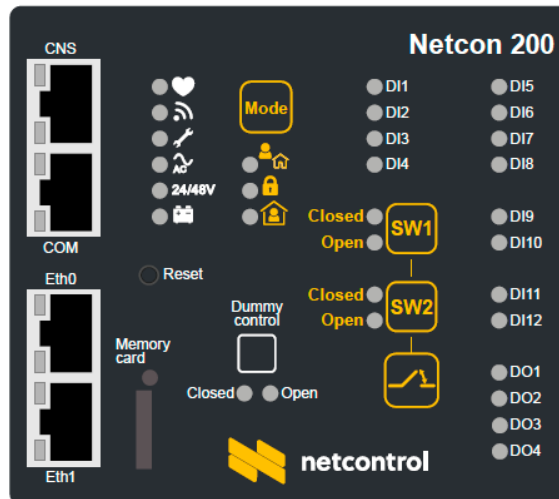 CNS
Netcon 200
Mode
AC
24/48V
DI1
DI2
DI3
DI4
DI5
DI6
DI7
DI8
COM
Closed
Open
SW1
DI9
DI10
Eth0
Reset
Closed
Open
SW2
DI11
DI12
Dummy
control
Memory
card
Closed
Open
DO1
DO2
DO3
DO4
Eth1
netcontrol